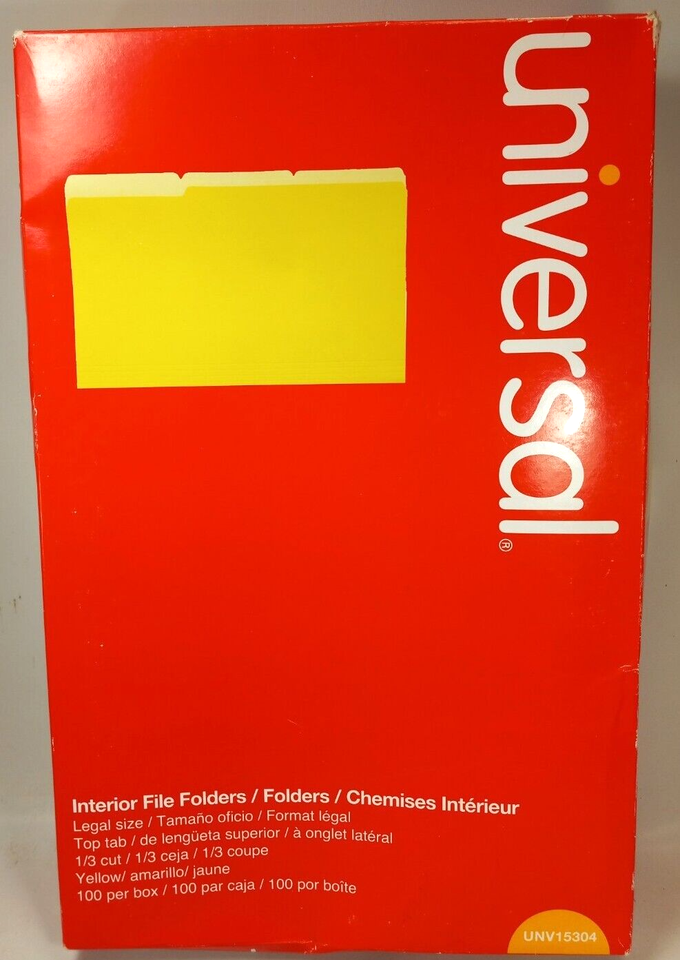 universal®
Interior File Folders / Folders / Chemises Intérieur
Legal size / Tamaño oficio / Format légal
Top tab / de lengüeta superior / à onglet latéral
1/3 cut / 1/3 ceja / 1/3 coupe
Yellow/ amarillo/ jaune
100 per box / 100 par caja / 100 por boîte
UNV15304